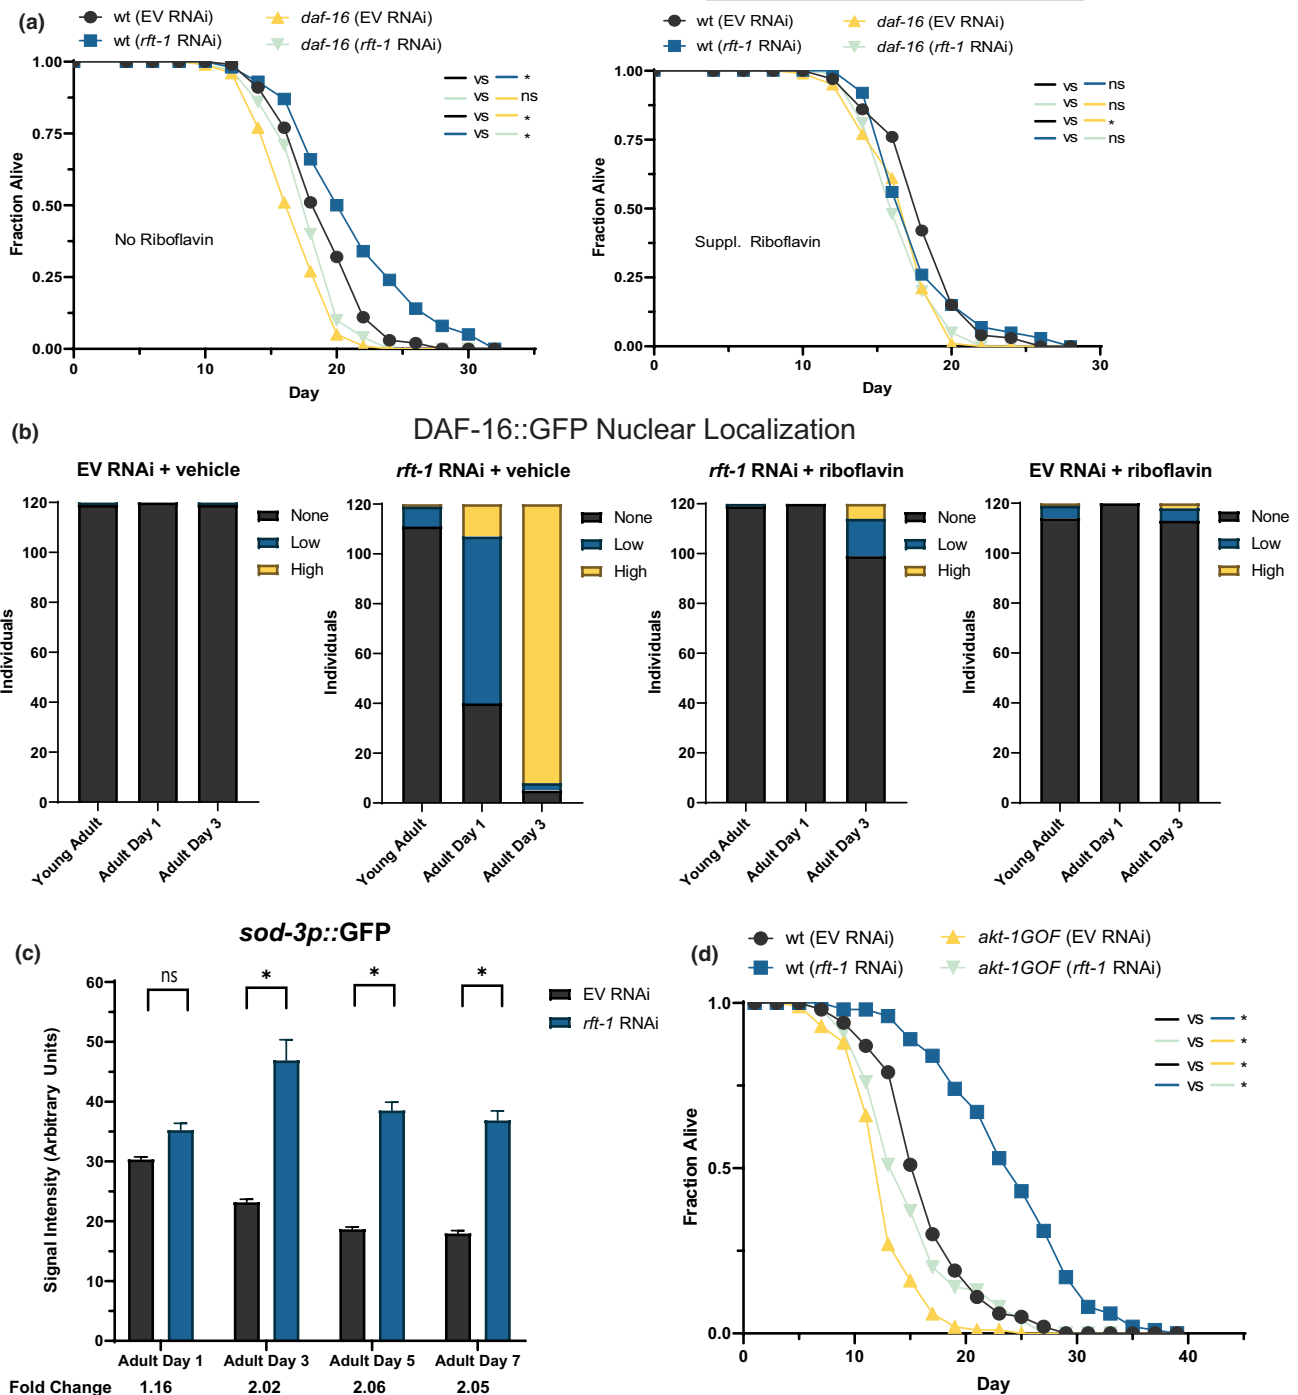 (a)
wt (EV RNAi)
daf-16 (EV RNAi)
wt (rft-1 RNAi)
daf-16 (rft-1 RNAi)
1.00
0.75
0.50
0.25
0.00
Fraction Alive
vs *
vs ns
vs *
vs *
No Riboflavin
0 10 20 30
Day
wt (EV RNAi)
daf-16 (EV RNAi)
wt (rft-1 RNAi)
daf-16 (rft-1 RNAi)
1.00
0.75
0.50
0.25
0.00
Fraction Alive
vs ns
vs ns
vs *
vs ns
Suppl. Riboflavin
0 10 20 30
Day
(b)
DAF-16::GFP Nuclear Localization
EV RNAi + vehicle
120
100
80
60
40
20
0
Individuals
None
Low
High
Young Adult
Adult Day 1
Adult Day 3
rft-1 RNAi + vehicle
120
100
80
60
40
20
0
Individuals
None
Low
High
Young Adult
Adult Day 1
Adult Day 3
rft-1 RNAi + riboflavin
120
100
80
60
40
20
0
Individuals
None
Low
High
Young Adult
Adult Day 1
Adult Day 3
EV RNAi + riboflavin
120
100
80
60
40
20
0
Individuals
None
Low
High
Young Adult
Adult Day 1
Adult Day 3
(c)
sod-3p::GFP
60
50
40
30
20
10
0
Signal Intensity (Arbitrary Units)
ns * * *
EV RNAi
rft-1 RNAi
Adult Day 1 Adult Day 3 Adult Day 5 Adult Day 7
Fold Change 1.16 2.02 2.06 2.05
(d)
wt (EV RNAi)
akt-1GOF (EV RNAi)
wt (rft-1 RNAi)
akt-1GOF (rft-1 RNAi)
1.0
0.5
0.0
Fraction Alive
vs *
vs *
vs *
vs *
0 10 20 30 40
Day